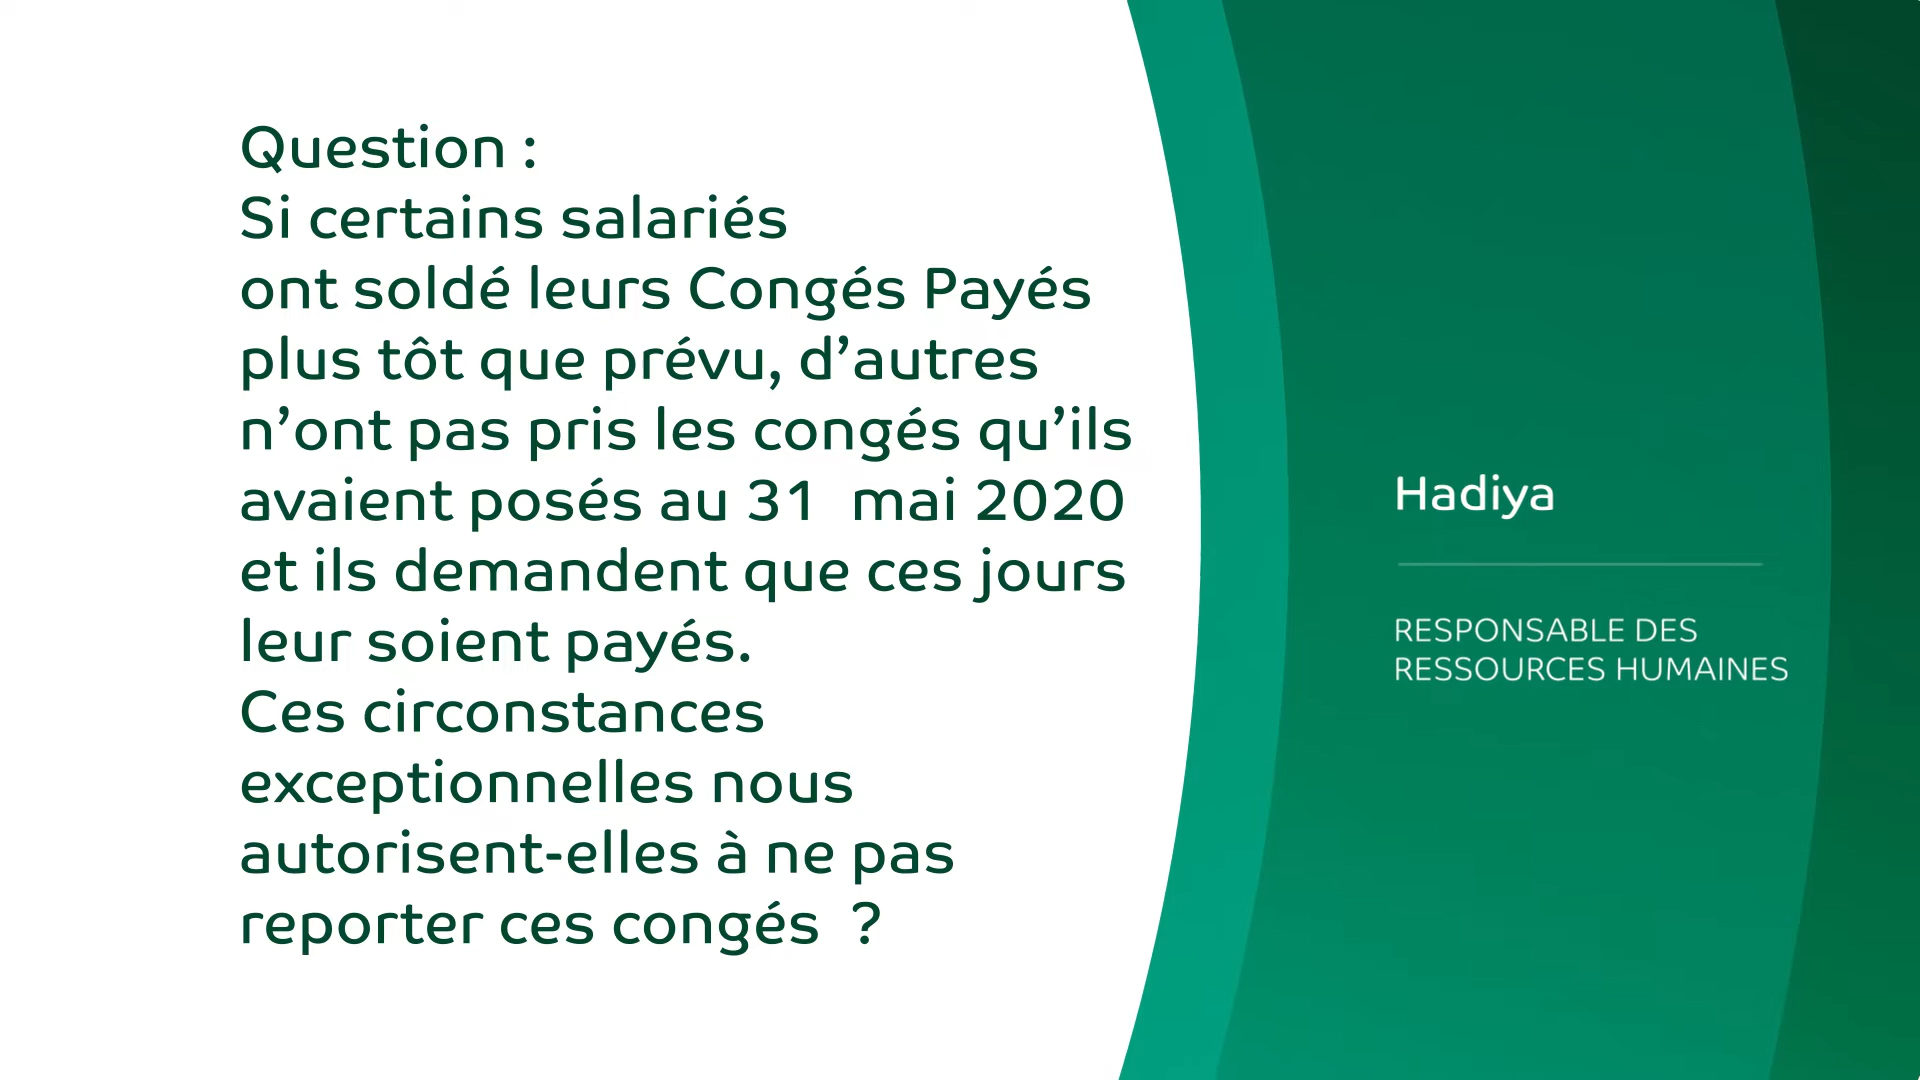 Question :
Si certains salariés
ont soldé leurs Congés Payés
plus tôt que prévu, d’autres
n’ont pas pris les congés qu’ils
avaient posés au 31  mai 2020
et ils demandent que ces jours
leur soient payés.
Ces circonstances
exceptionnelles nous
autorisent-elles à ne pas
reporter ces congés  ?
Hadiya
RESPONSABLE DES
RESSOURCES HUMAINES